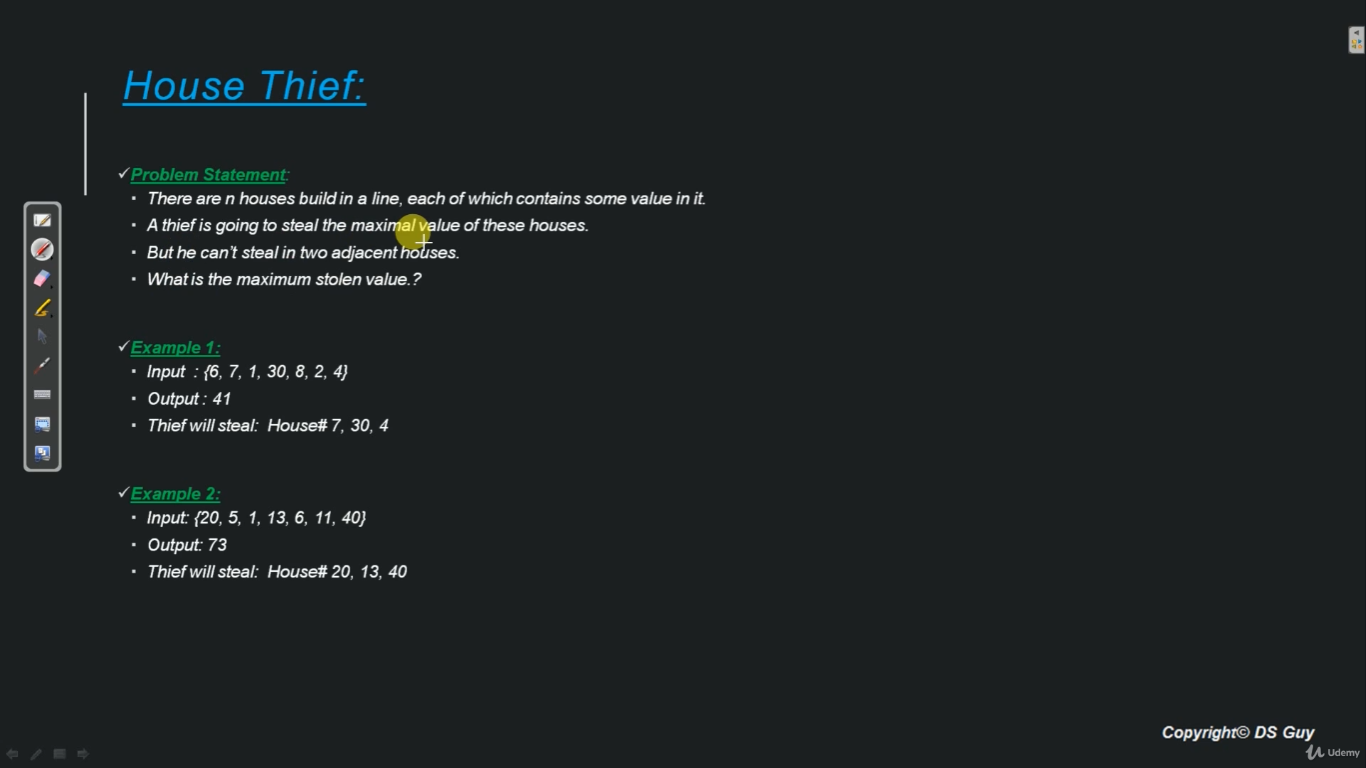 House Thief:
Problem Statement:
There are n houses build in a line, each of which contains some value in it.
A thief is going to steal the maximal value of these houses.
But he can't steal in two adjacent houses.
What is the maximum stolen value.?
Example 1:
Input : {6, 7, 1, 30, 8, 2, 4}
Output : 41
Thief will steal: House# 7, 30, 4
Example 2:
Input: {20, 5, 1, 13, 6, 11, 40}
Output: 73
Thief will steal: House# 20, 13, 40
Copyright© DS Guy
Udemy